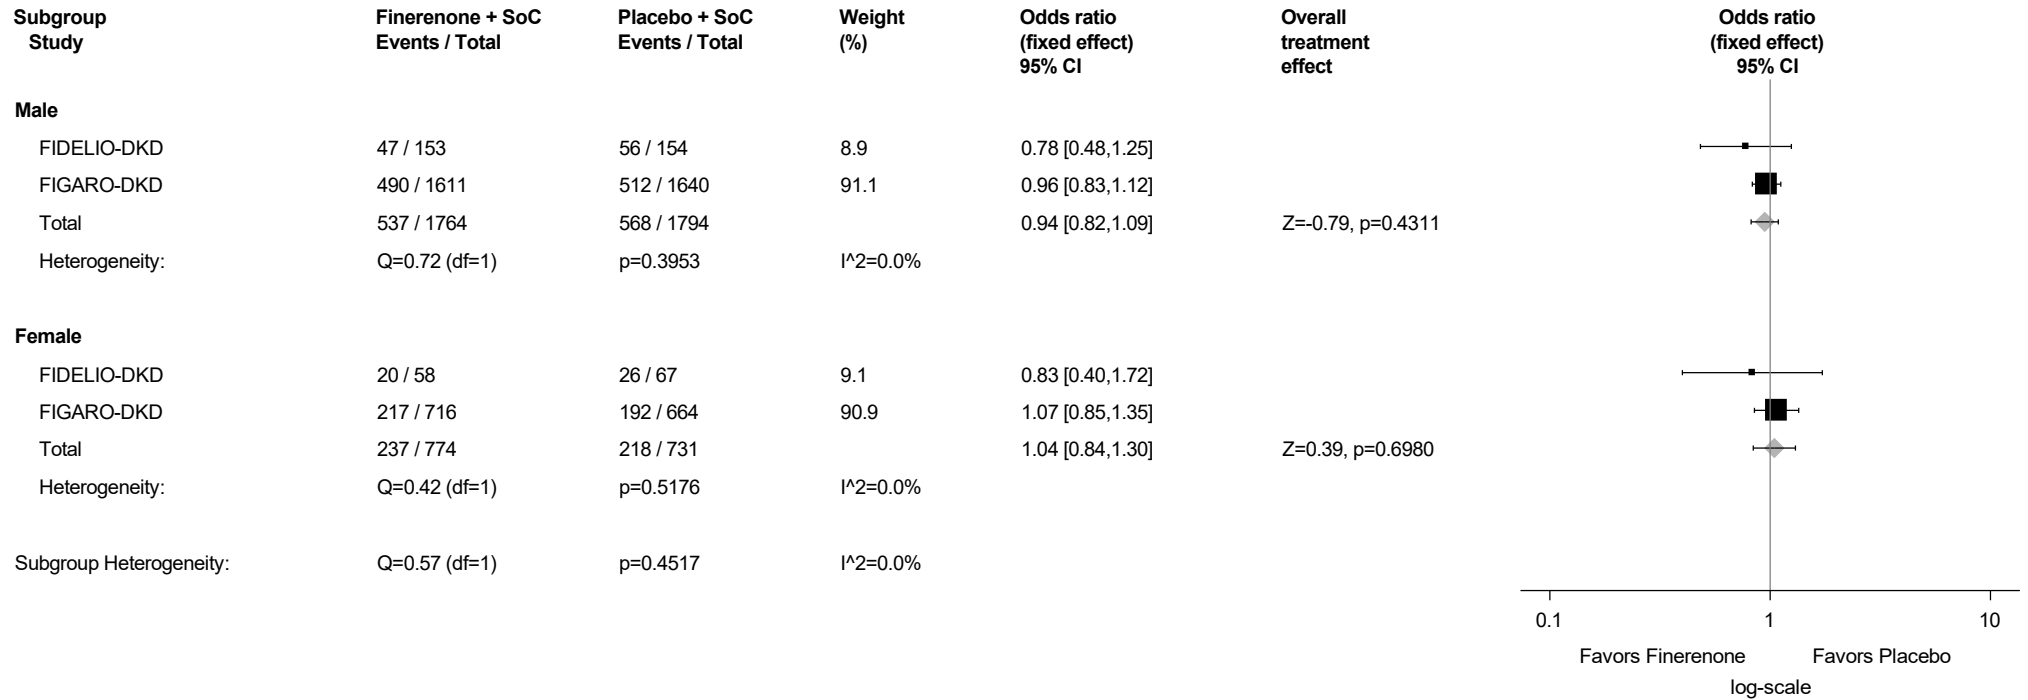 Subgroup Finerenone + SoC Placebo + SoC Weight Odds ratio Overall Odds ratio
Study Events / Total Events / Total (%) (fixed effect) treatment (fixed effect)
95% CI effect 95% CI
Male
FIDELIO-DKD 47 / 153 56 / 154 8.9 0.78 [0.48,1.25]
FIGARO-DKD 490 / 1611 512 / 1640 91.1 0.96 [0.83,1.12]
Total 537 / 1764 568 / 1794 0.94 [0.82,1.09] Z=-0.79, p=0.4311
Heterogeneity: Q=0.72 (df=1) p=0.3953 I^2=0.0%
Female
FIDELIO-DKD 20 / 58 26 / 67 9.1 0.83 [0.40,1.72]
FIGARO-DKD 217 / 716 192 / 664 90.9 1.07 [0.85,1.35]
Total 237 / 774 218 / 731 1.04 [0.84,1.30] Z=0.39, p=0.6980
Heterogeneity: Q=0.42 (df=1) p=0.5176 I^2=0.0%
Subgroup Heterogeneity: Q=0.57 (df=1) p=0.4517 I^2=0.0%
0.1 1 10
Favors Finerenone Favors Placebo
log-scale